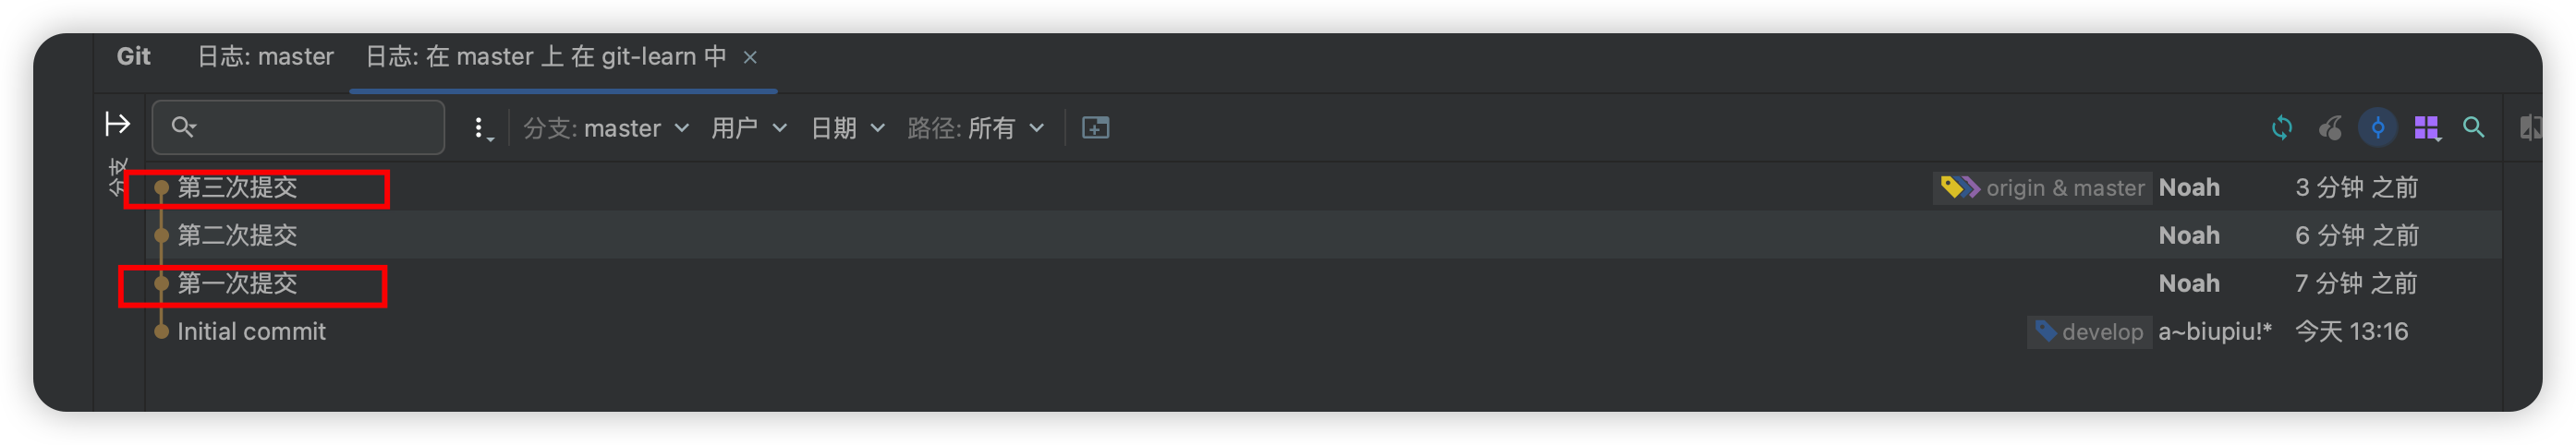 Git 日志: master 日志: 在 master 上 在 git-learn 中
分支: master 用户 日期 路径: 所有
分支
第三次提交 origin & master Noah 3 分钟 之前
第二次提交 Noah 6 分钟 之前
第一次提交 Noah 7 分钟 之前
Initial commit develop a~biupiu!* 今天 13:16